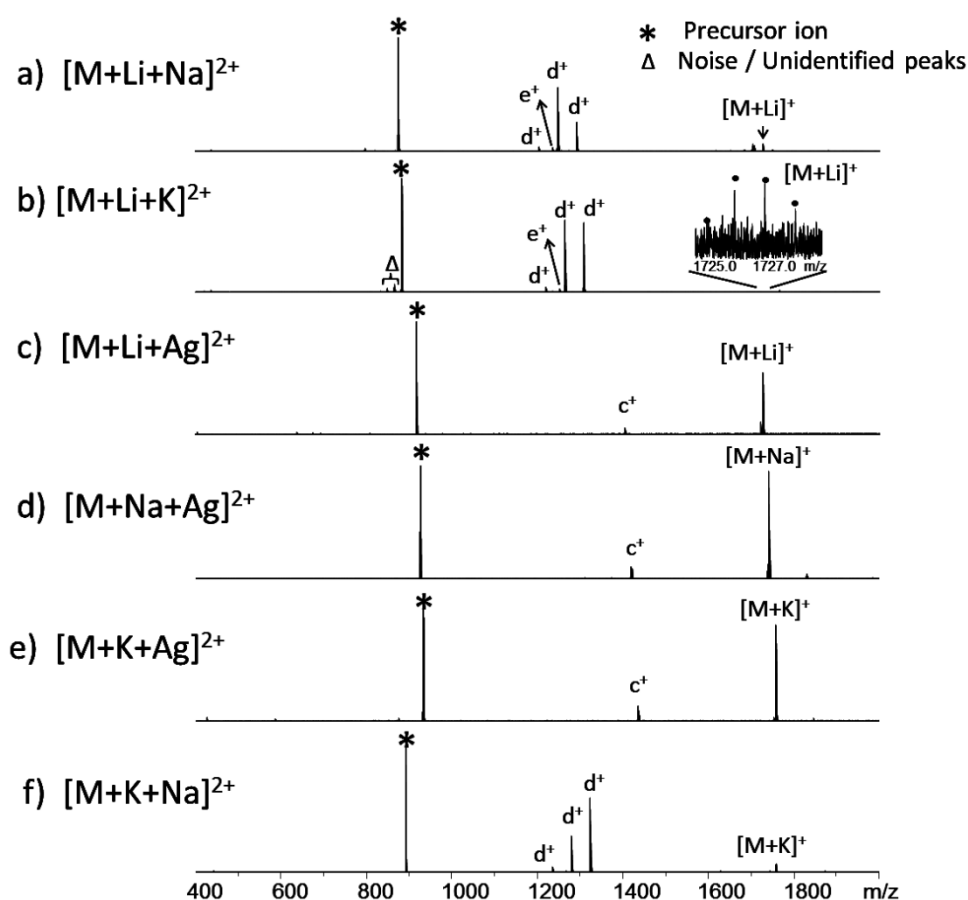 * Precursor ion
Δ Noise / Unidentified peaks
a) [M+Li+Na]²⁺
*
d⁺
e⁺
d⁺
d⁺
[M+Li]⁺
b) [M+Li+K]²⁺
*
Δ
d⁺
d⁺
e⁺
d⁺
[M+Li]⁺
1725.0 1727.0 m/z
c) [M+Li+Ag]²⁺
*
c⁺
[M+Li]⁺
d) [M+Na+Ag]²⁺
*
c⁺
[M+Na]⁺
e) [M+K+Ag]²⁺
*
c⁺
[M+K]⁺
f) [M+K+Na]²⁺
*
d⁺
d⁺
d⁺
[M+K]⁺
400 600 800 1000 1200 1400 1600 1800 m/z